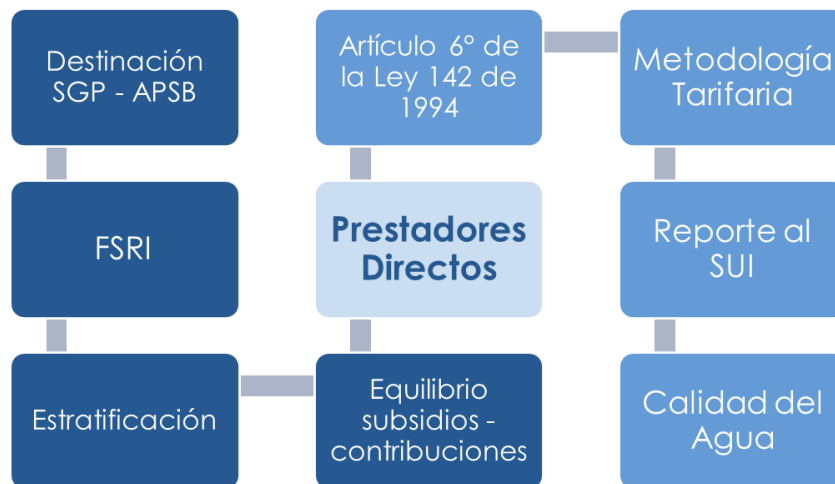 Destinación
SGP - APSB
FSRI
Estratificación
Equilibrio
subsidios -
contribuciones
Prestadores
Directos
Artículo 6° de
la Ley 142 de
1994
Metodología
Tarifaria
Reporte al
SUI
Calidad del
Agua